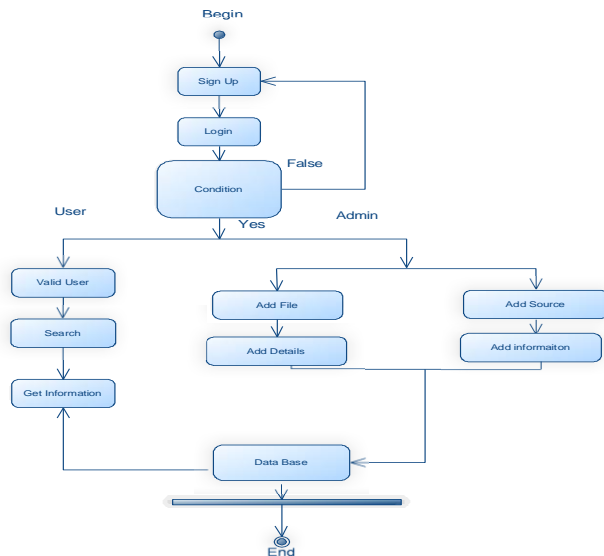 Begin
Sign Up
Login
False
Condition
User
Yes
Admin
Valid User
Add File
Add Source
Search
Add Details
Add informaiton
Get Information
Data Base
End